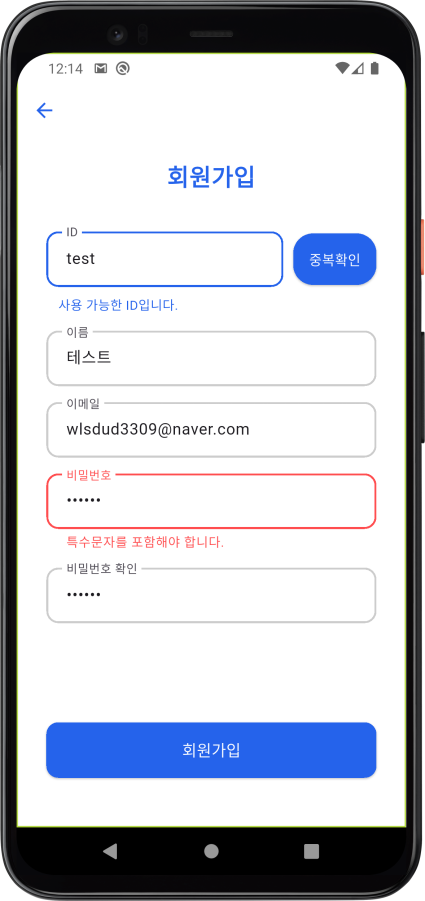 12:14
회원가입
ID
test
중복확인
사용 가능한 ID입니다.
이름
테스트
이메일
wlsdud3309@naver.com
비밀번호
••••••
특수문자를 포함해야 합니다.
비밀번호 확인
••••••
회원가입